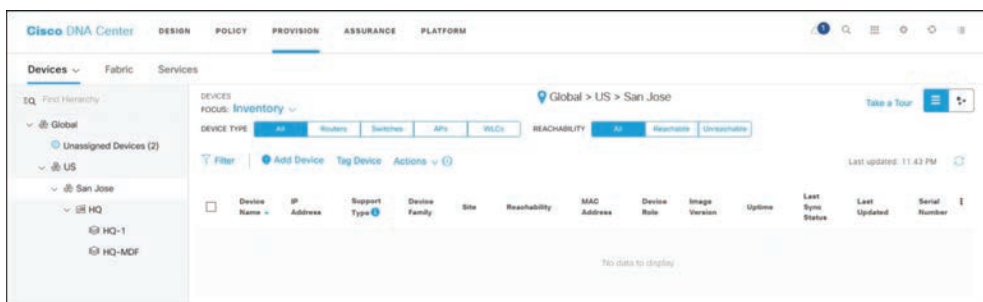 Cisco DNA Center DESIGN POLICY PROVISION ASSURANCE PLATFORM 1
Devices Fabric Services
Find Hierarchy
Global
Unassigned Devices (2)
US
San Jose
HQ
HQ-1
HQ-MDF
DEVICES
FOCUS: Inventory
Global > US > San Jose
Take a Tour
DEVICE TYPE All Routers Switches APs WLCs REACHABILITY All Reachable Unreachable
Filter Add Device Tag Device Actions
Last updated: 11:43 PM
Device Name IP Address Support Type Device Family Site Reachability MAC Address Device Role Image Version Uptime Last Sync Status Last Updated Serial Number
No data to display